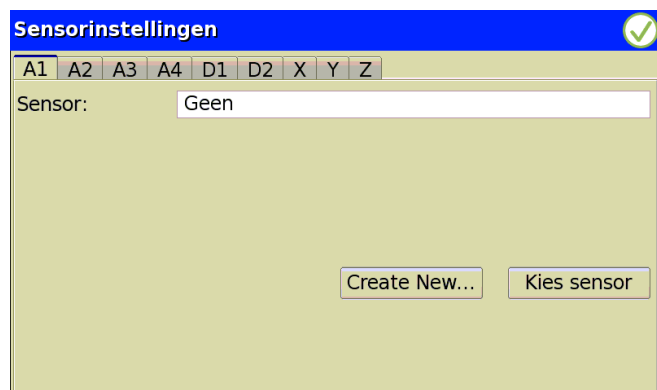 Sensorinstellingen
A1 A2 A3 A4 D1 D2 X Y Z
Sensor: Geen
Create New... Kies sensor